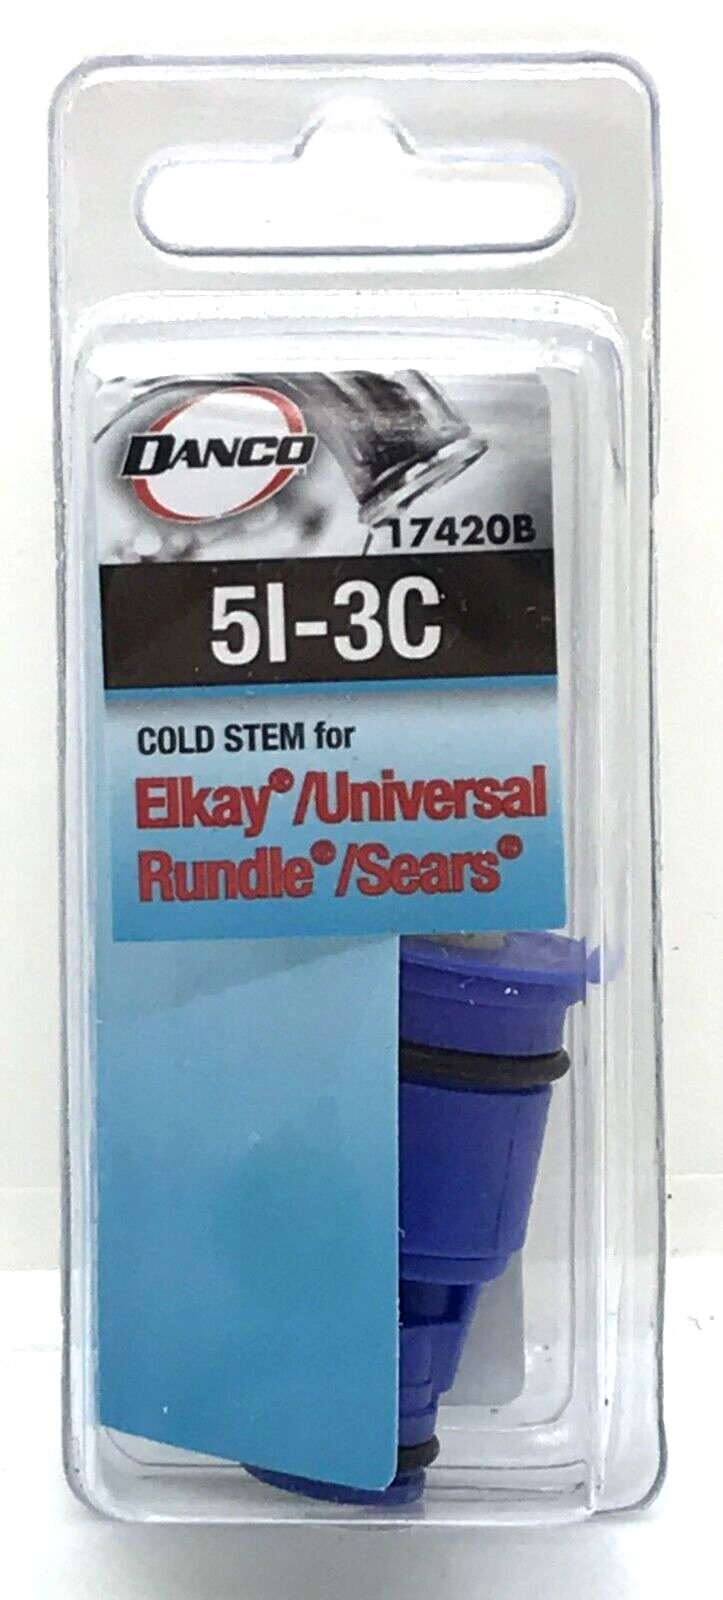 DANCO
17420B
5I-3C
COLD STEM for
Elkay®/Universal
Rundle®/Sears®